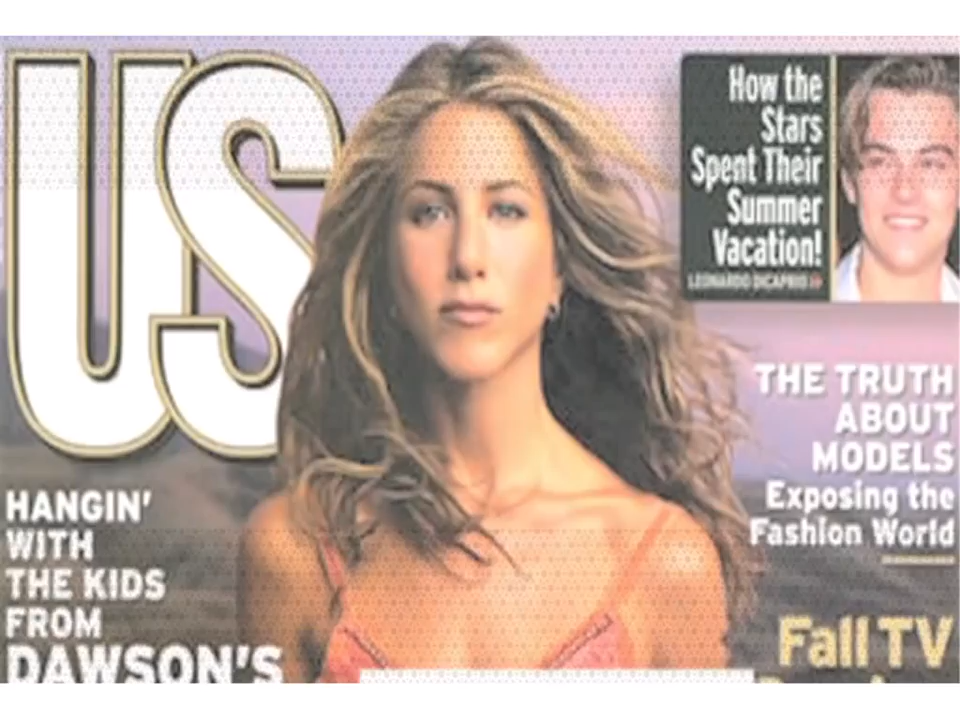 US
How the
Stars
Spent Their
Summer
Vacation!
LEONARDO DICAPRIO
THE TRUTH
ABOUT
MODELS
Exposing the
Fashion World
HANGIN'
WITH
THE KIDS
FROM
DAWSON'S
Fall TV